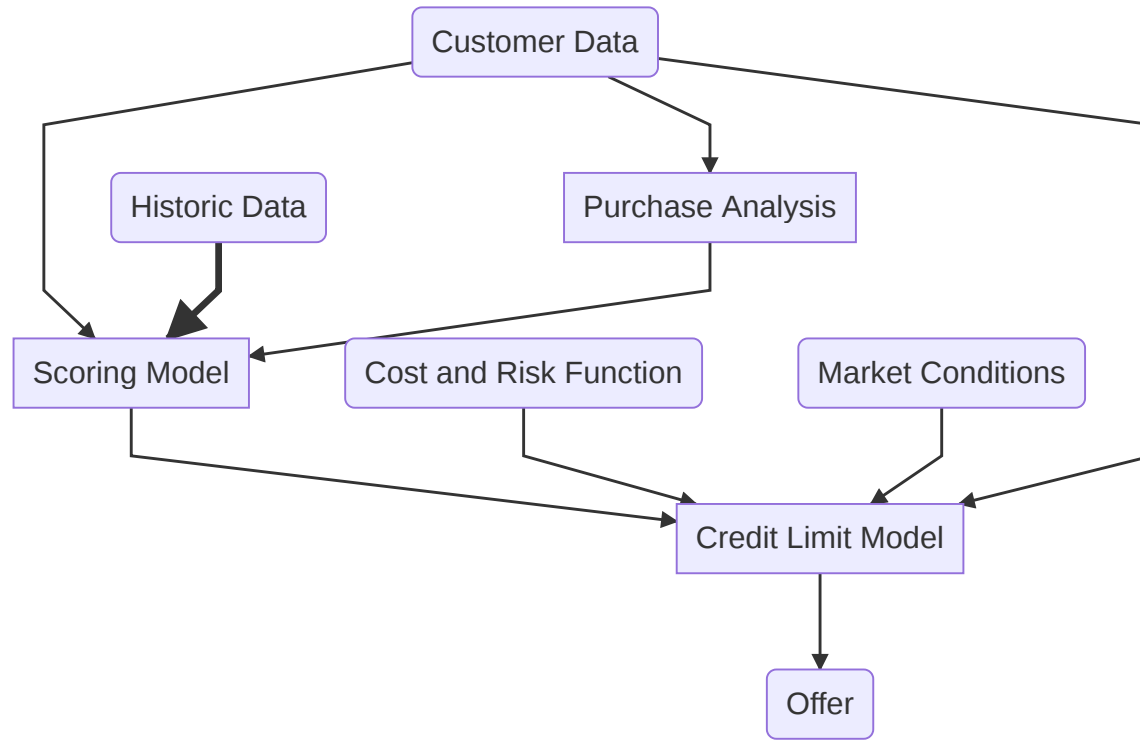 Customer Data
Historic Data
Purchase Analysis
Scoring Model
Cost and Risk Function
Market Conditions
Credit Limit Model
Offer